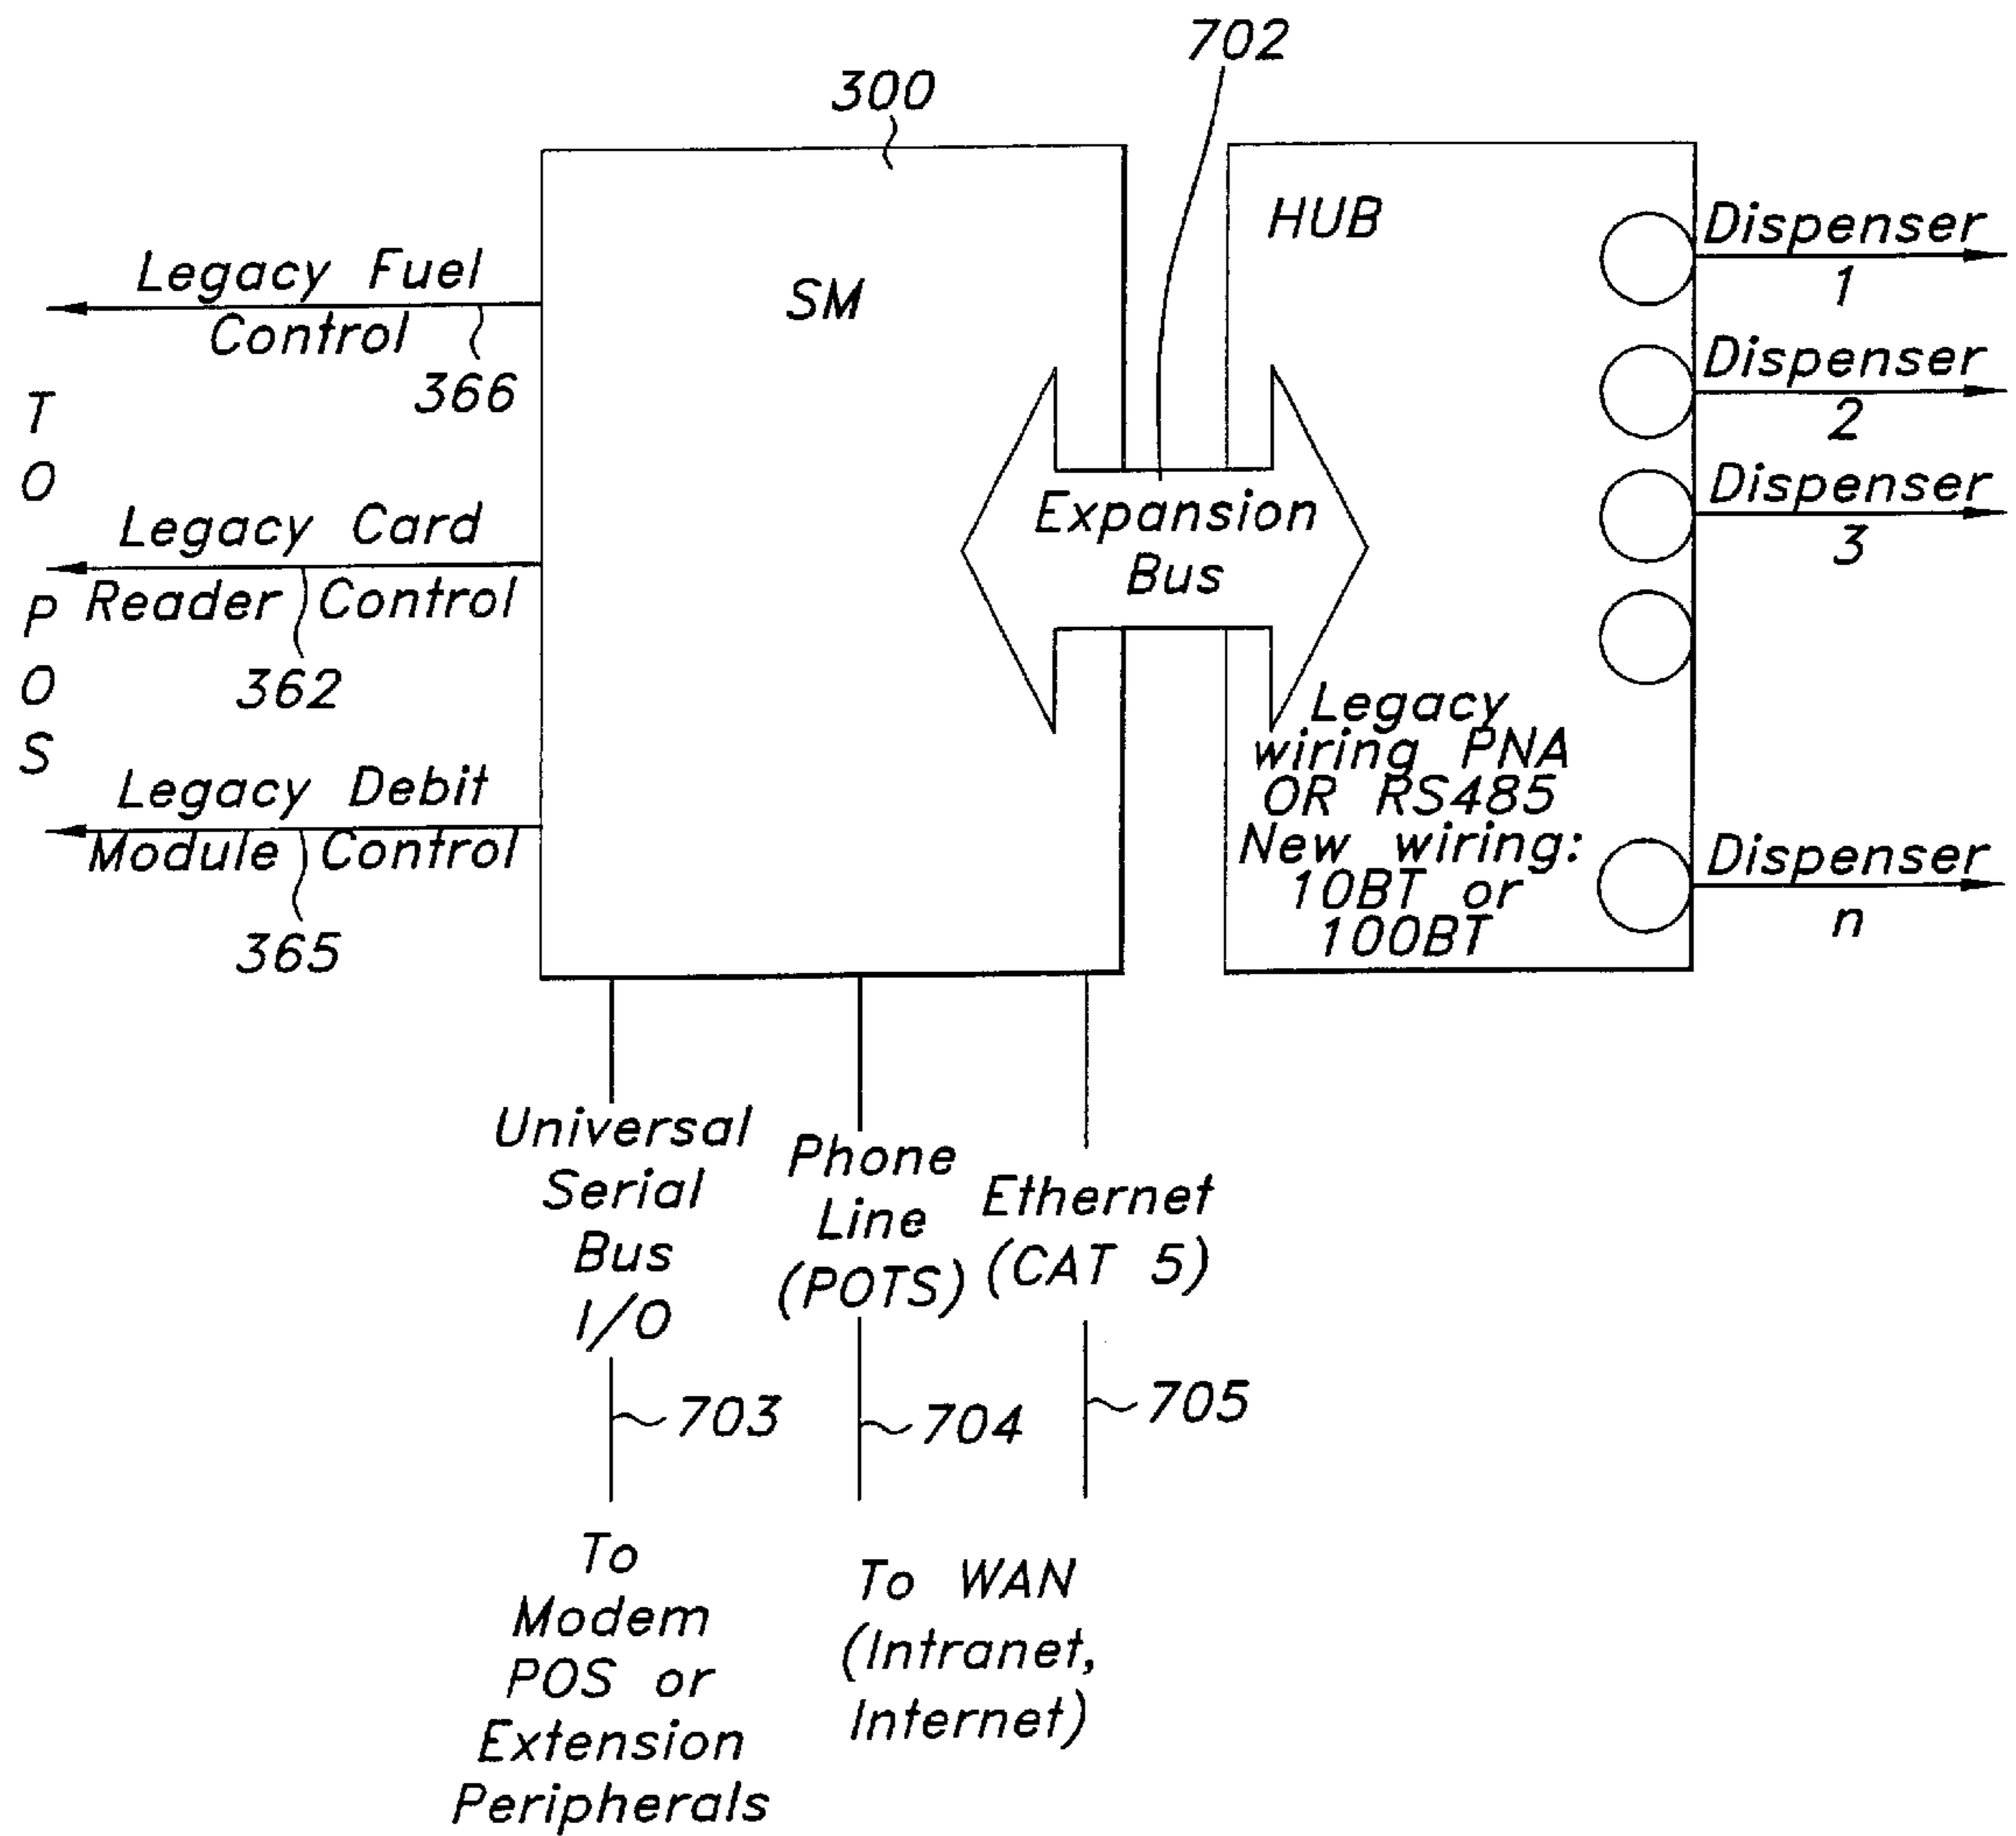 702
300
HUB
SM
Legacy Fuel
Control
366
T
O
P
O
S
Legacy Card
Reader Control
362
Legacy Debit
Module Control
365
Expansion
Bus
Dispenser
1
Dispenser
2
Dispenser
3
Legacy
wiring PNA
OR RS485
New wiring:
10BT or
100BT
Dispenser
n
Universal
Serial
Bus
I/O
Phone
Line
(POTS)
Ethernet
(CAT 5)
703
704
705
To
Modem
POS or
Extension
Peripherals
To WAN
(Intranet,
Internet)